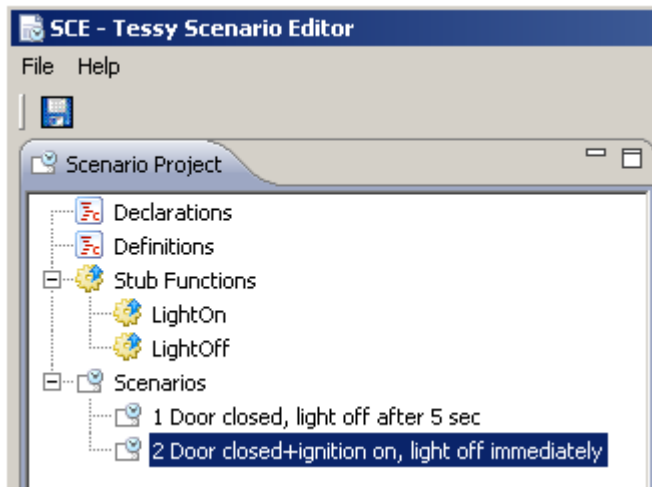 SCE - Tessy Scenario Editor
File Help
Scenario Project
Declarations
Definitions
Stub Functions
LightOn
LightOff
Scenarios
1 Door closed, light off after 5 sec
2 Door closed+ignition on, light off immediately